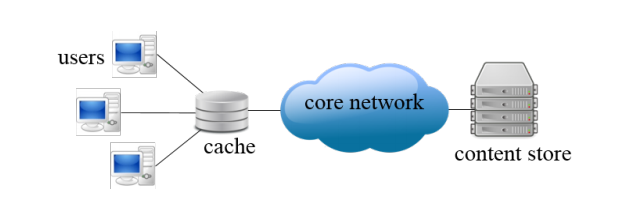 users
cache
core network
content store